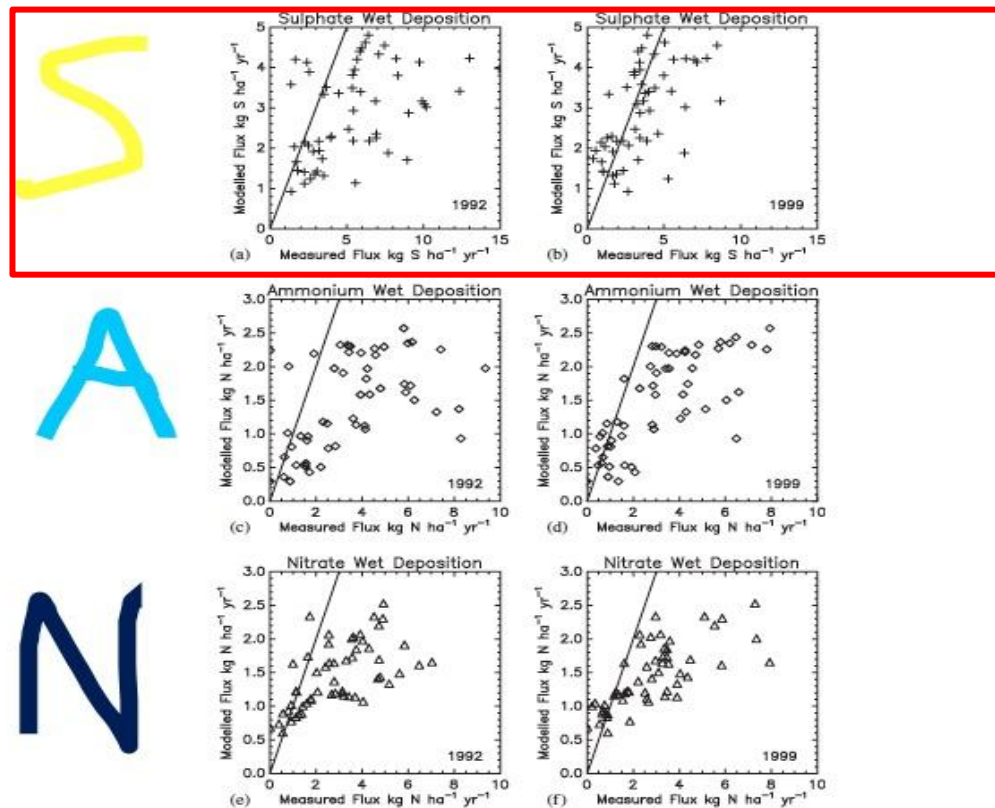 S
Sulphate Wet Deposition Sulphate Wet Deposition
Modelled Flux kg S ha⁻¹ yr⁻¹ Modelled Flux kg S ha⁻¹ yr⁻¹
5 5
4 4
3 3
2 2
1 1
0 0
1992 1999
0 5 10 15 0 5 10 15
(a) Measured Flux kg S ha⁻¹ yr⁻¹ (b) Measured Flux kg S ha⁻¹ yr⁻¹
A
Ammonium Wet Deposition Ammonium Wet Deposition
Modelled Flux kg N ha⁻¹ yr⁻¹ Modelled Flux kg N ha⁻¹ yr⁻¹
3.0 3.0
2.5 2.5
2.0 2.0
1.5 1.5
1.0 1.0
0.5 0.5
0.0 0.0
1992 1999
0 2 4 6 8 10 0 2 4 6 8 10
(c) Measured Flux kg N ha⁻¹ yr⁻¹ (d) Measured Flux kg N ha⁻¹ yr⁻¹
N
Nitrate Wet Deposition Nitrate Wet Deposition
Modelled Flux kg N ha⁻¹ yr⁻¹ Modelled Flux kg N ha⁻¹ yr⁻¹
3.0 3.0
2.5 2.5
2.0 2.0
1.5 1.5
1.0 1.0
0.5 0.5
0.0 0.0
1992 1999
0 2 4 6 8 10 0 2 4 6 8 10
(e) Measured Flux kg N ha⁻¹ yr⁻¹ (f) Measured Flux kg N ha⁻¹ yr⁻¹